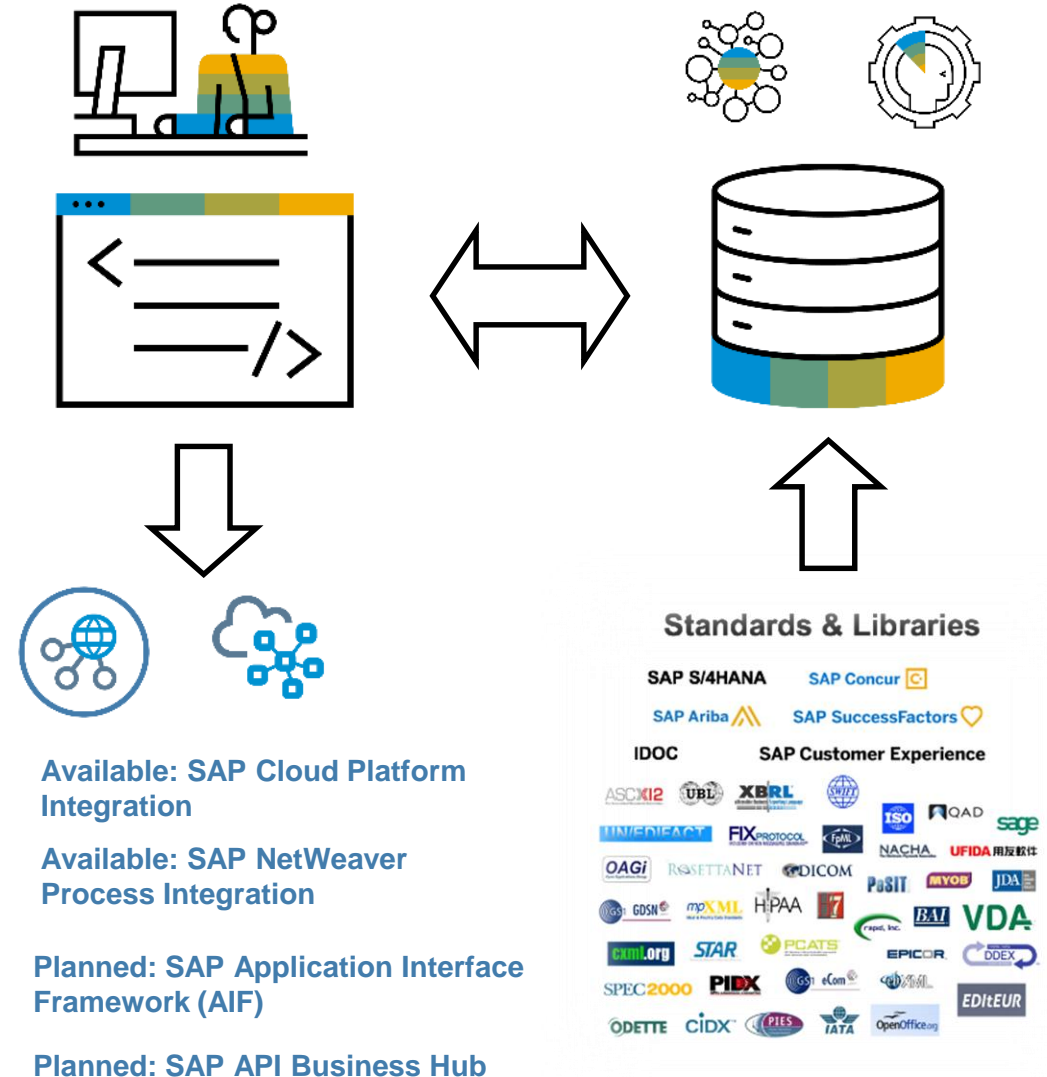 Available: SAP Cloud Platform
Integration
Available: SAP NetWeaver
Process Integration
Planned: SAP Application Interface
Framework (AIF)
Planned: SAP API Business Hub
Standards & Libraries
SAP S/4HANA SAP Concur
SAP Ariba SAP SuccessFactors
IDOC SAP Customer Experience
ASC X12 UBL XBRL SWIFT
ISO QAD sage
UN/EDIFACT FIX PROTOCOL FpML
NACHA UFIDA 用友軟件
OAGi ROSETTANET DICOM
PoSIT MYOB JDA
GS1 GDSN mpXML HIPAA
rapid, inc. BAI VDA
cxml.org STAR PCATS
EPICOR DDEX
SPEC2000 PIDX GS1 eCom ebXML
EDItEUR
ODETTE CIDX PIES IATA OpenOffice.org